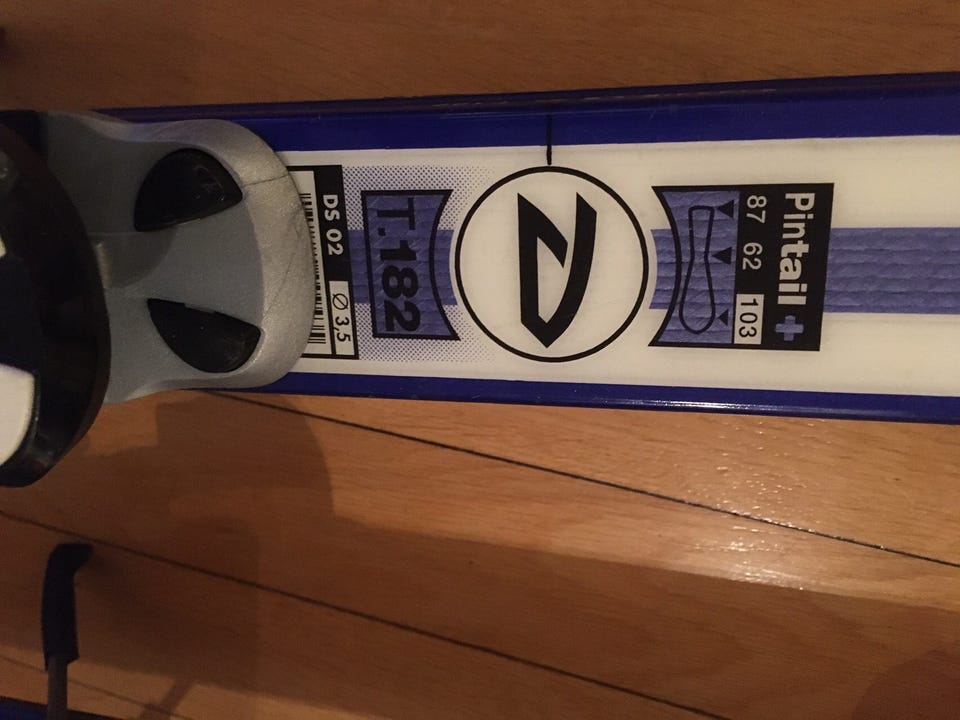 Pintail +
87 62 103
T.182
DS 02 Ø 3,5